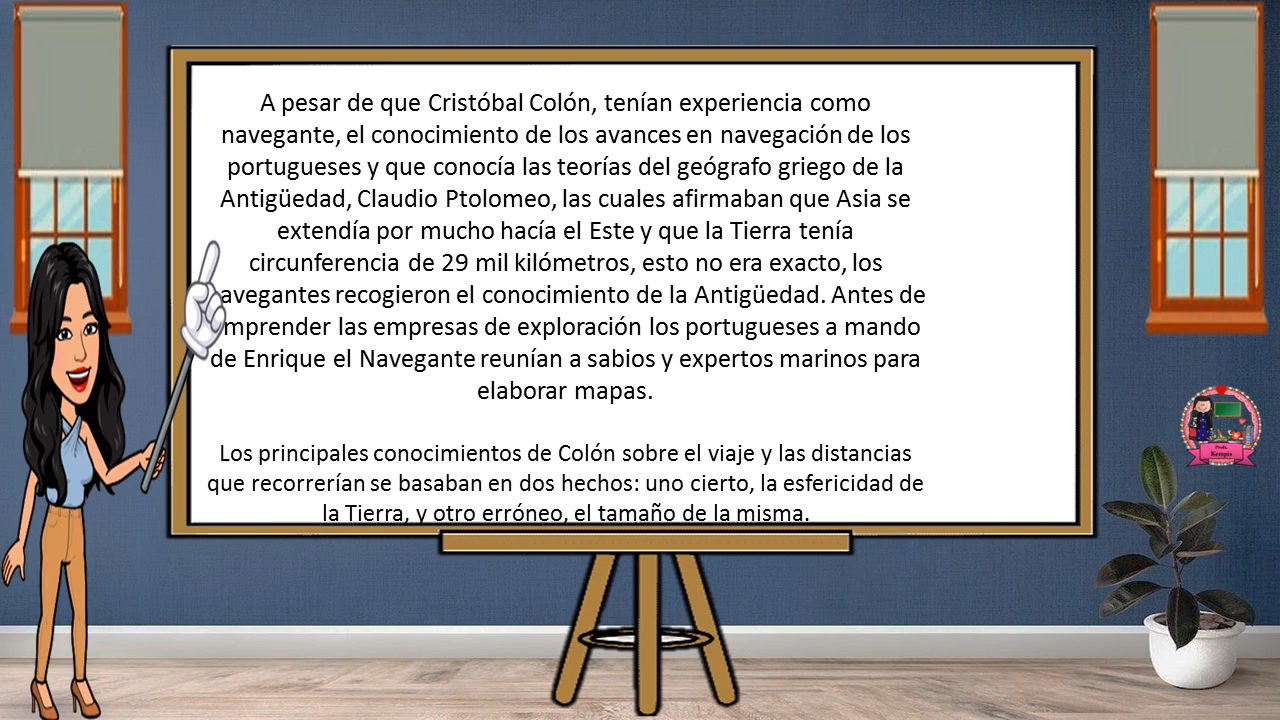 A pesar de que Cristóbal Colón, tenían experiencia como
navegante, el conocimiento de los avances en navegación de los
portugueses y que conocía las teorías del geógrafo griego de la
Antigüedad, Claudio Ptolomeo, las cuales afirmaban que Asia se
extendía por mucho hacía el Este y que la Tierra tenía
circunferencia de 29 mil kilómetros, esto no era exacto, los
avegantes recogieron el conocimiento de la Antigüedad. Antes de
mprender las empresas de exploración los portugueses a mando
de Enrique el Navegante reunían a sabios y expertos marinos para
elaborar mapas.
Los principales conocimientos de Colón sobre el viaje y las distancias
que recorrerían se basaban en dos hechos: uno cierto, la esfericidad de
la Tierra, y otro erróneo, el tamaño de la misma.
Profa.
Kempis